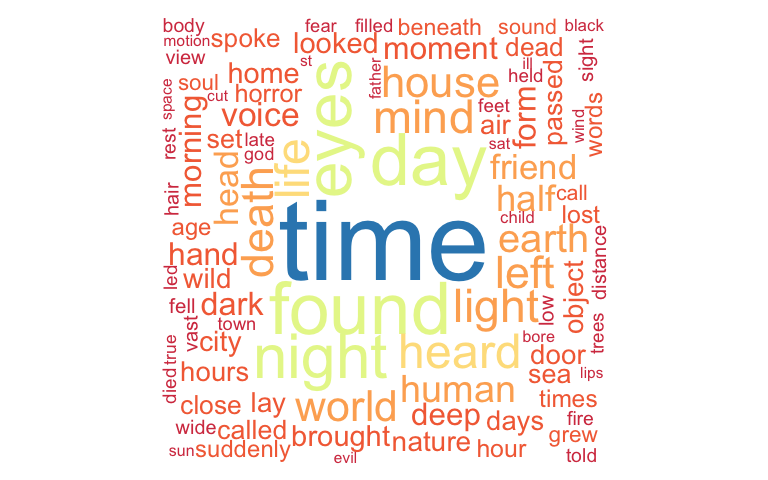 body fear filled beneath sound black
motion spoke looked moment dead
view st father ill sight
soul home house held
space cut horror eyes mind feet form passed words
rest morning voice air wind
set late day sat
god life friend
hair head death half call
age time child lost
hand earth distance
led wild left object
fell dark found light low trees
vast town bore
city night heard door
died true hours sea lips
close lay world human times
wide called deep days fire
sun suddenly brought nature hour grew
evil told